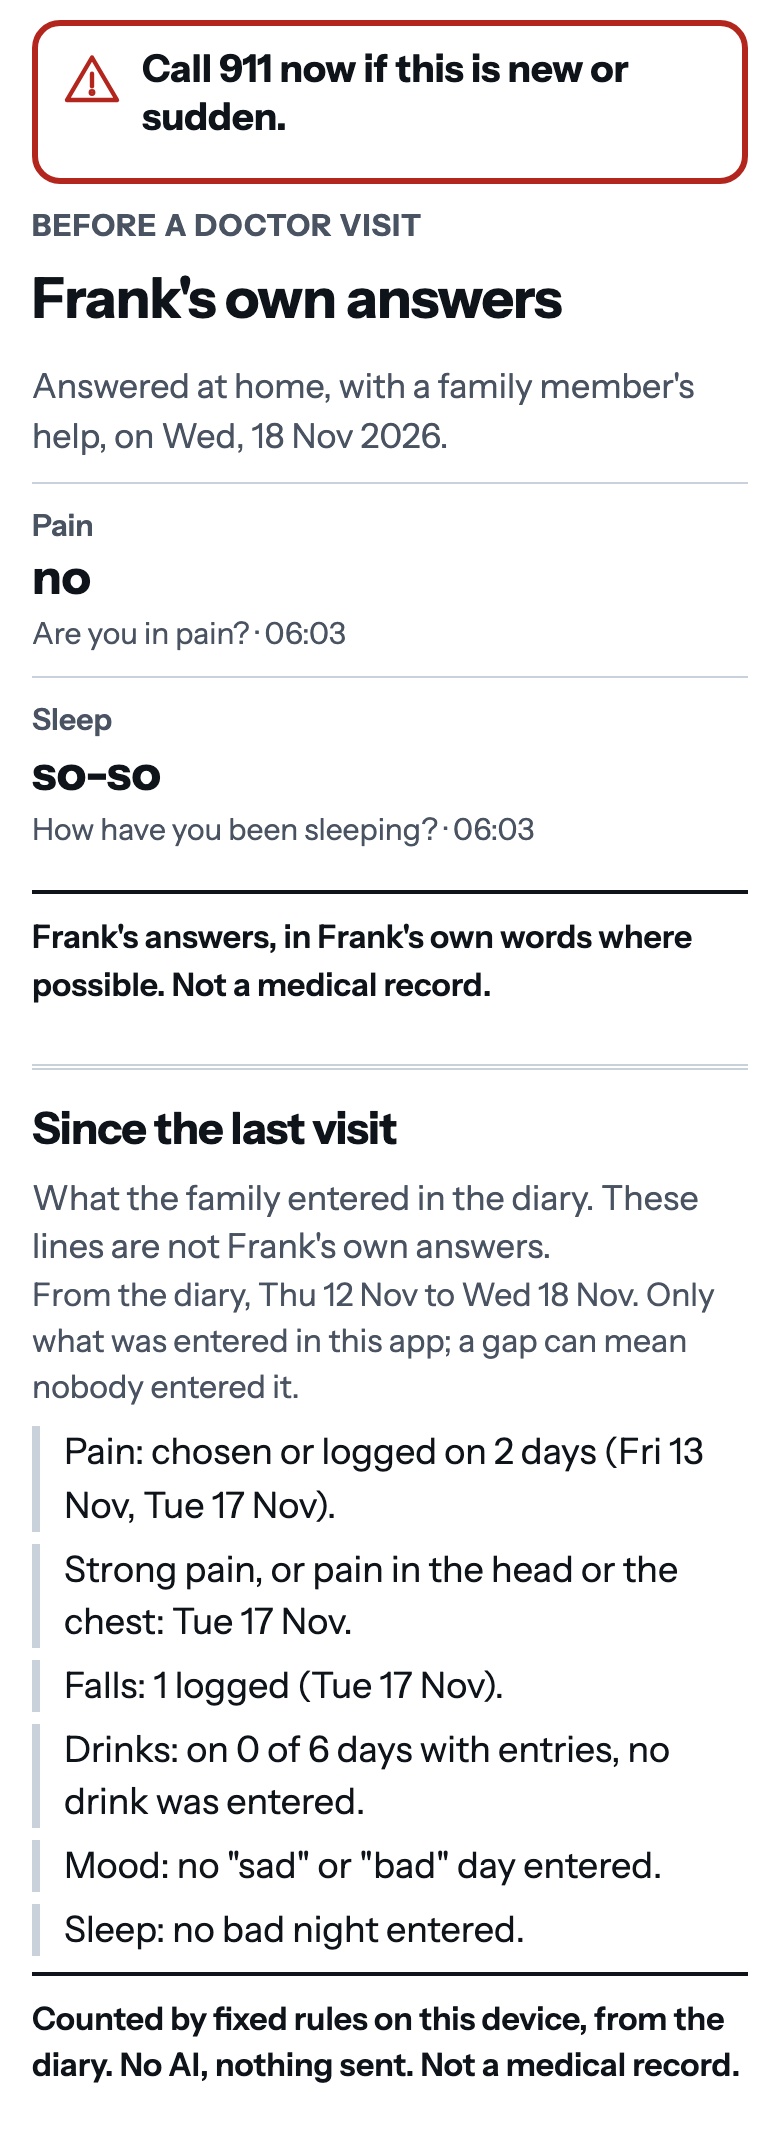 Call 911 now if this is new or
sudden.
BEFORE A DOCTOR VISIT
Frank's own answers
Answered at home, with a family member's
help, on Wed, 18 Nov 2026.
Pain
no
Are you in pain? · 06:03
Sleep
so-so
How have you been sleeping? · 06:03
Frank's answers, in Frank's own words where
possible. Not a medical record.
Since the last visit
What the family entered in the diary. These
lines are not Frank's own answers.
From the diary, Thu 12 Nov to Wed 18 Nov. Only
what was entered in this app; a gap can mean
nobody entered it.
Pain: chosen or logged on 2 days (Fri 13
Nov, Tue 17 Nov).
Strong pain, or pain in the head or the
chest: Tue 17 Nov.
Falls: 1 logged (Tue 17 Nov).
Drinks: on 0 of 6 days with entries, no
drink was entered.
Mood: no "sad" or "bad" day entered.
Sleep: no bad night entered.
Counted by fixed rules on this device, from the
diary. No AI, nothing sent. Not a medical record.